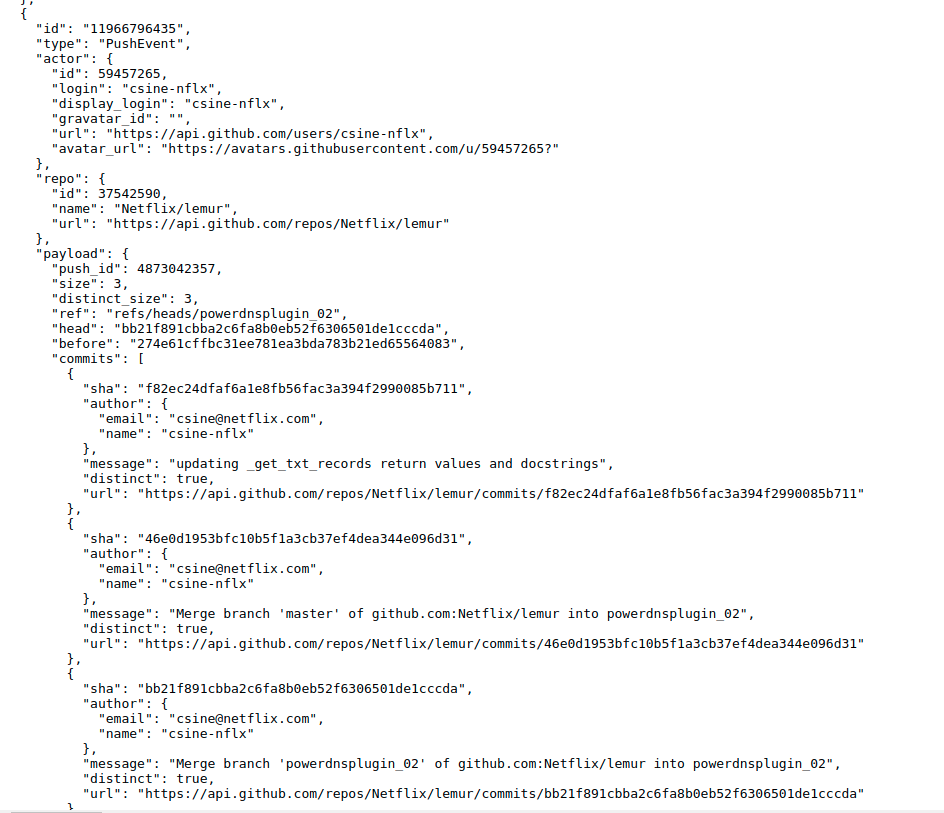 },
{
"id": "11966796435",
"type": "PushEvent",
"actor": {
"id": 59457265,
"login": "csine-nflx",
"display_login": "csine-nflx",
"gravatar_id": "",
"url": "https://api.github.com/users/csine-nflx",
"avatar_url": "https://avatars.githubusercontent.com/u/59457265?"
},
"repo": {
"id": 37542590,
"name": "Netflix/lemur",
"url": "https://api.github.com/repos/Netflix/lemur"
},
"payload": {
"push_id": 4873042357,
"size": 3,
"distinct_size": 3,
"ref": "refs/heads/powerdnsplugin_02",
"head": "bb21f891cbba2c6fa8b0eb52f6306501de1cccda",
"before": "274e61cffbc31ee781ea3bda783b21ed65564083",
"commits": [
{
"sha": "f82ec24dfaf6a1e8fb56fac3a394f2990085b711",
"author": {
"email": "csine@netflix.com",
"name": "csine-nflx"
},
"message": "updating _get_txt_records return values and docstrings",
"distinct": true,
"url": "https://api.github.com/repos/Netflix/lemur/commits/f82ec24dfaf6a1e8fb56fac3a394f2990085b711"
},
{
"sha": "46e0d1953bfc10b5f1a3cb37ef4dea344e096d31",
"author": {
"email": "csine@netflix.com",
"name": "csine-nflx"
},
"message": "Merge branch 'master' of github.com:Netflix/lemur into powerdnsplugin_02",
"distinct": true,
"url": "https://api.github.com/repos/Netflix/lemur/commits/46e0d1953bfc10b5f1a3cb37ef4dea344e096d31"
},
{
"sha": "bb21f891cbba2c6fa8b0eb52f6306501de1cccda",
"author": {
"email": "csine@netflix.com",
"name": "csine-nflx"
},
"message": "Merge branch 'powerdnsplugin_02' of github.com:Netflix/lemur into powerdnsplugin_02",
"distinct": true,
"url": "https://api.github.com/repos/Netflix/lemur/commits/bb21f891cbba2c6fa8b0eb52f6306501de1cccda"
}